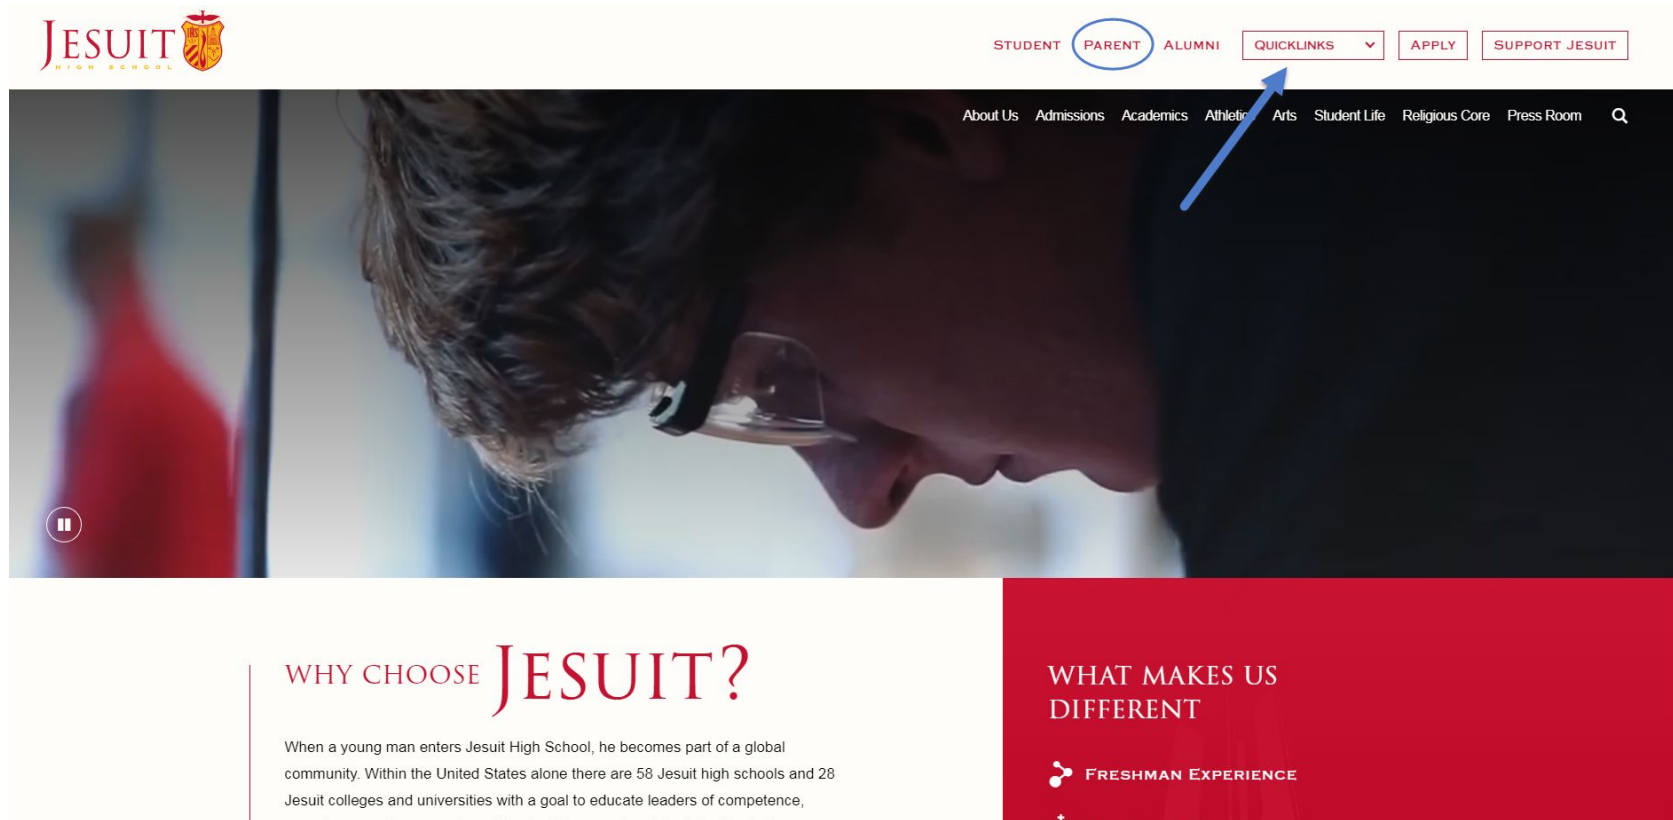 JESUIT
HIGH SCHOOL
IHS
STUDENT PARENT ALUMNI QUICKLINKS APPLY SUPPORT JESUIT
About Us Admissions Academics Athletics Arts Student Life Religious Core Press Room
WHY CHOOSE JESUIT?
When a young man enters Jesuit High School, he becomes part of a global
community. Within the United States alone there are 58 Jesuit high schools and 28
Jesuit colleges and universities with a goal to educate leaders of competence,
WHAT MAKES US
DIFFERENT
FRESHMAN EXPERIENCE